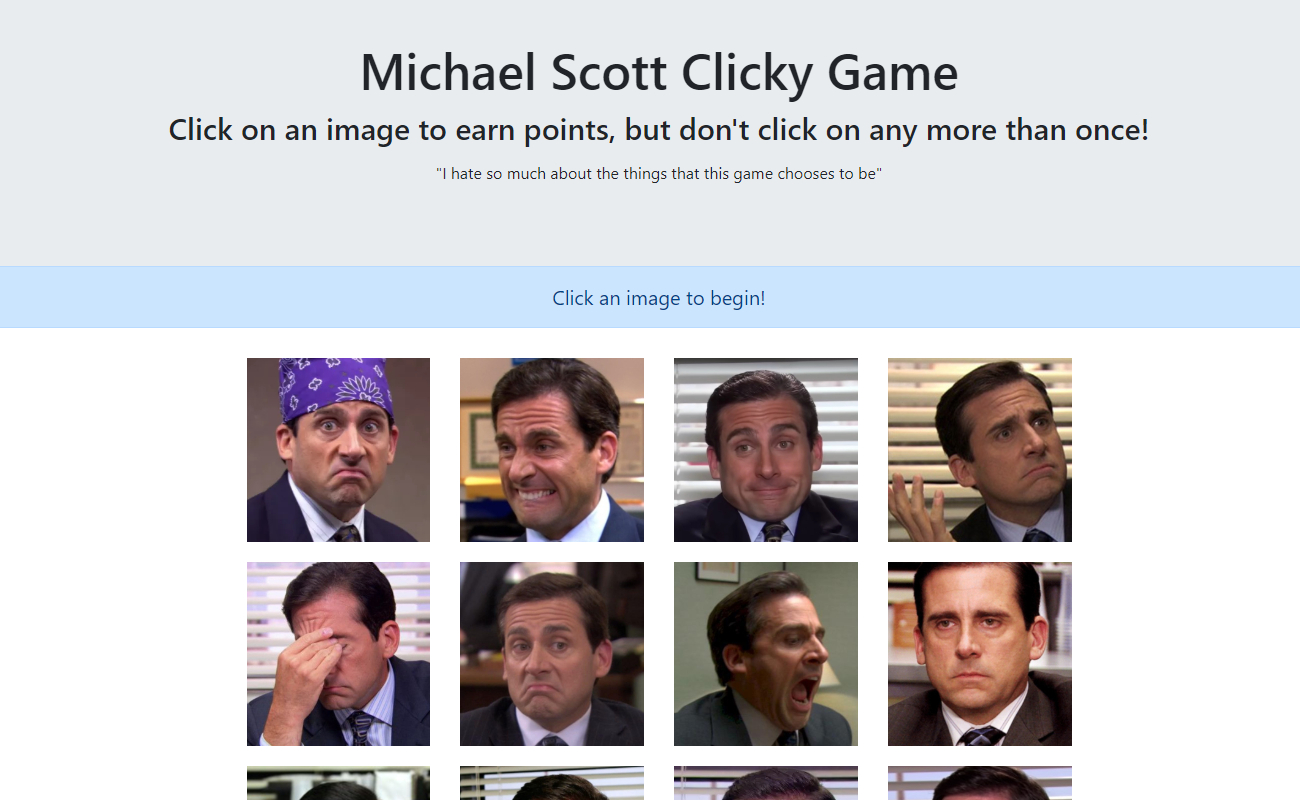 Michael Scott Clicky Game
Click on an image to earn points, but don't click on any more than once!
"I hate so much about the things that this game chooses to be"
Click an image to begin!